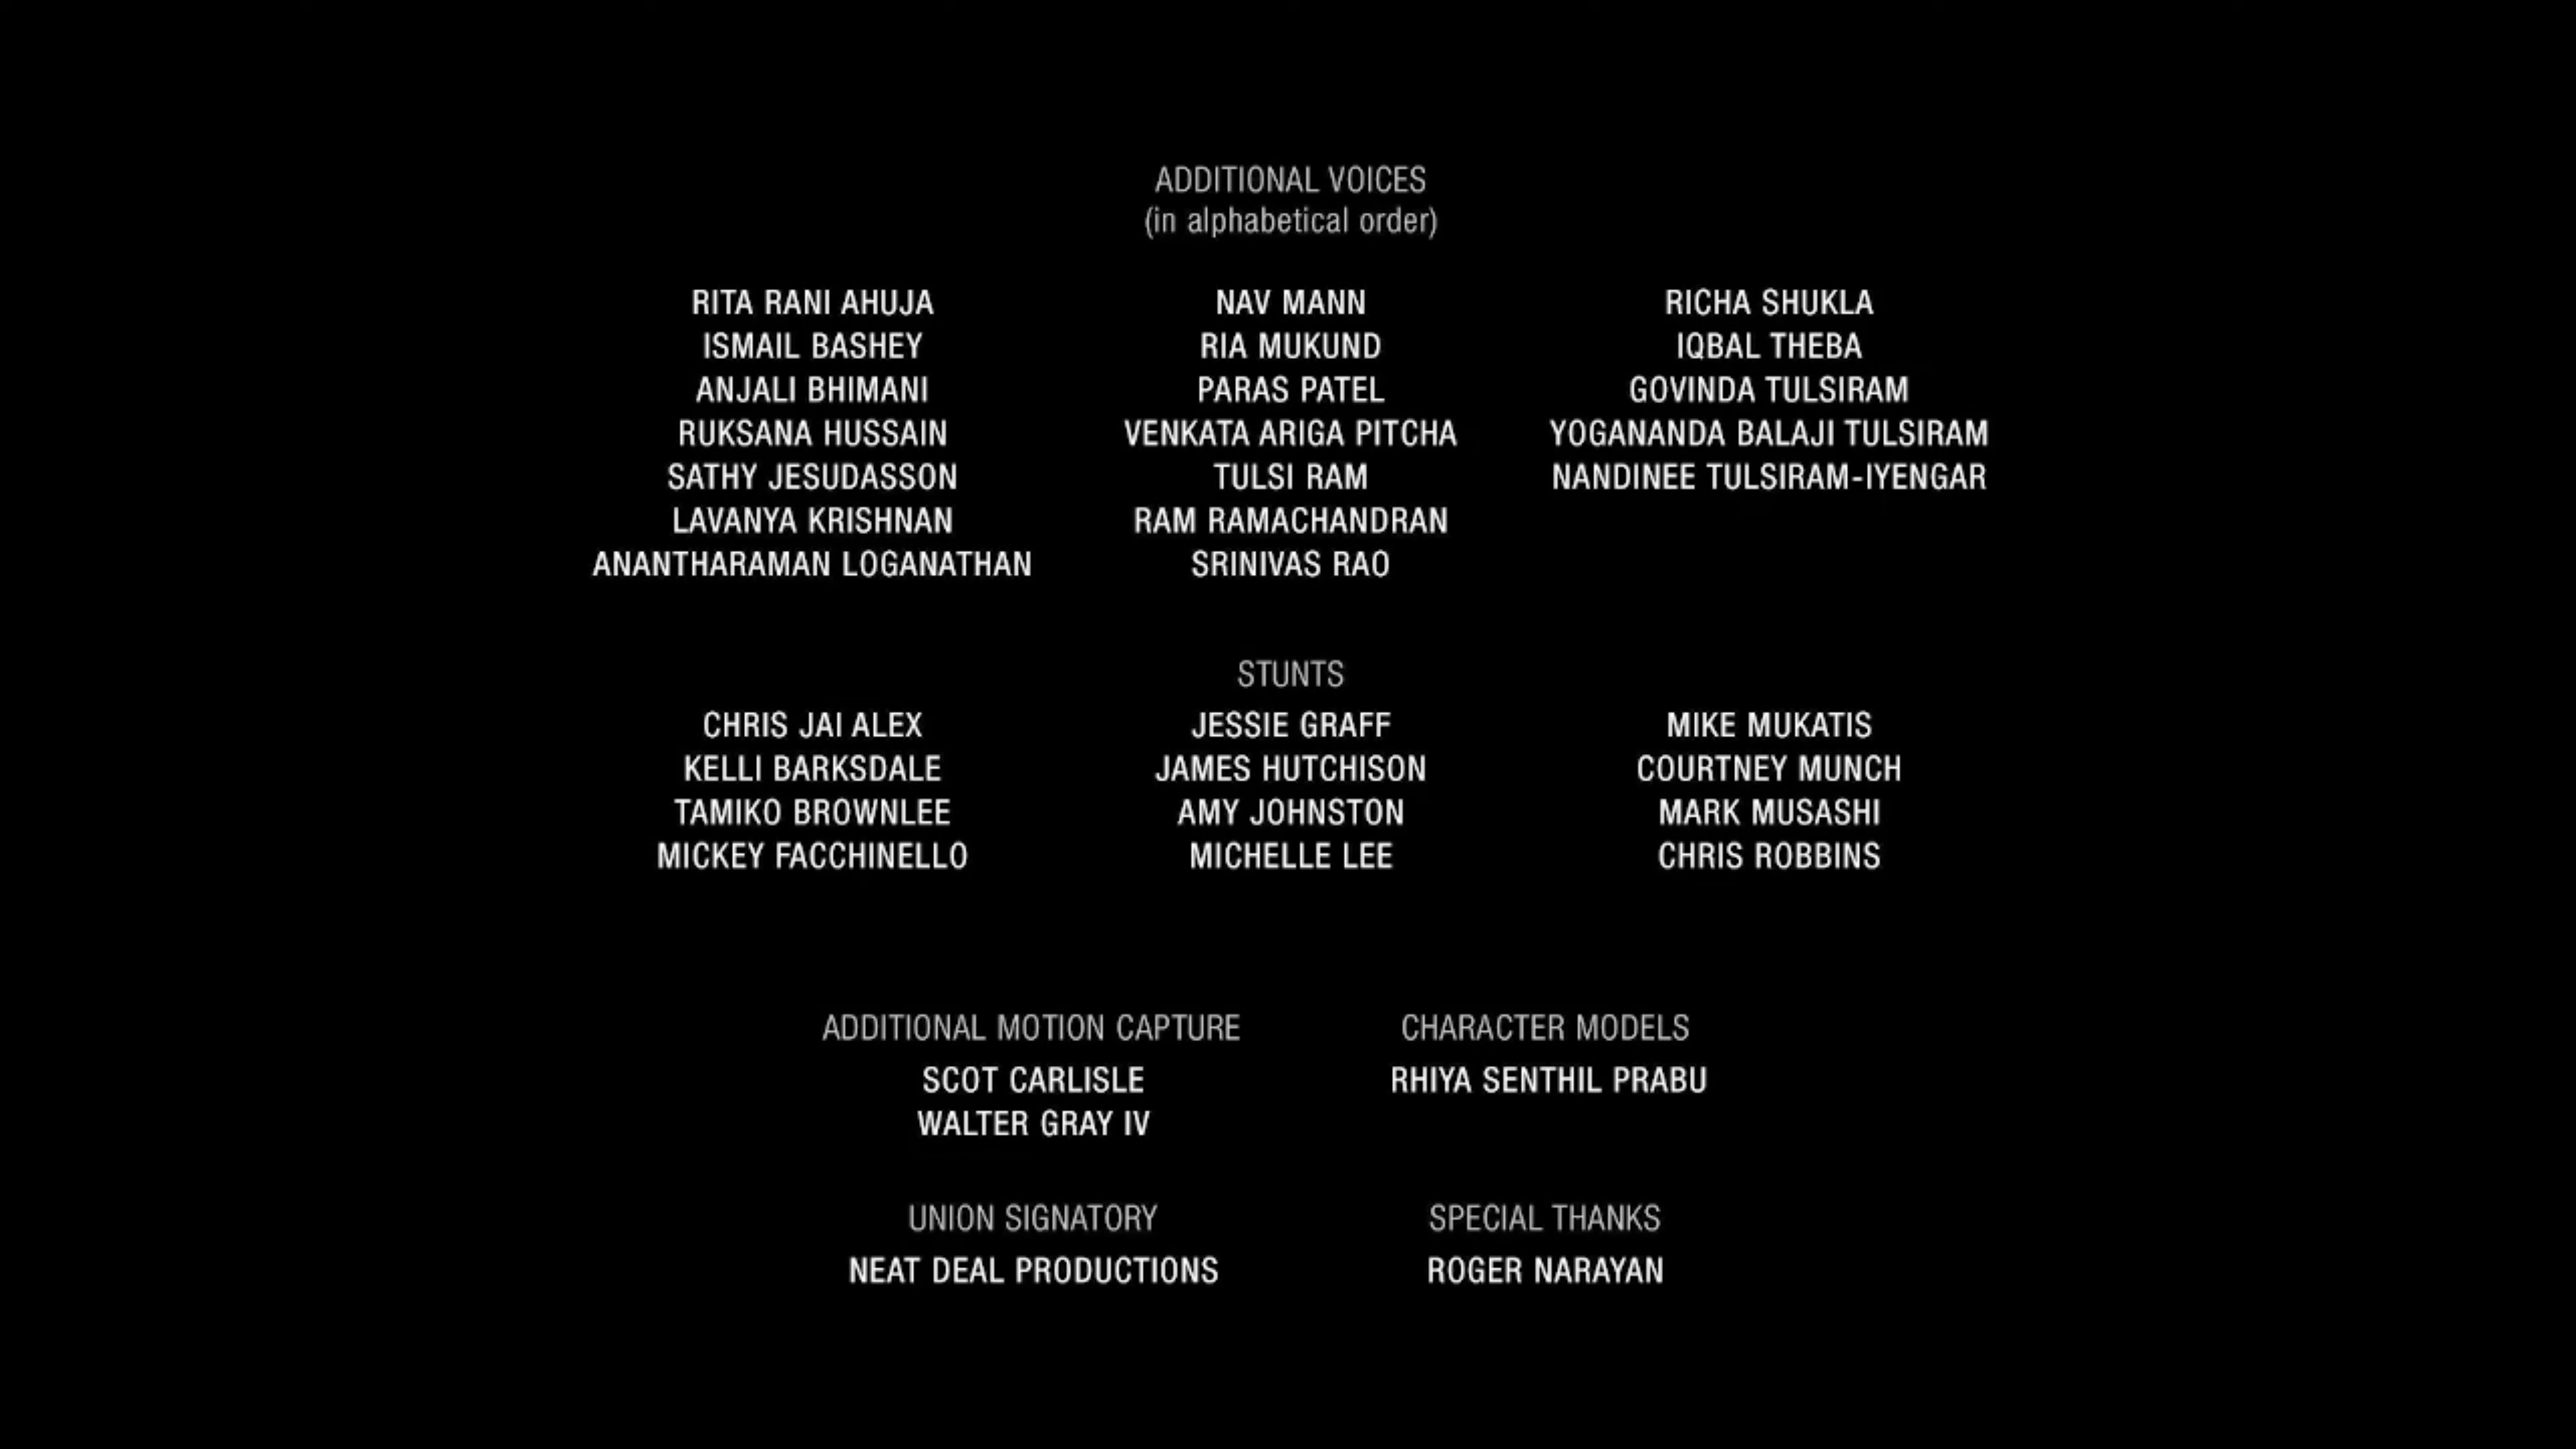 ADDITIONAL VOICES
(in alphabetical order)
RITA RANI AHUJA
ISMAIL BASHEY
ANJALI BHIMANI
RUKSANA HUSSAIN
SATHY JESUDASSON
LAVANYA KRISHNAN
ANANTHARAMAN LOGANATHAN
NAV MANN
RIA MUKUND
PARAS PATEL
VENKATA ARIGA PITCHA
TULSI RAM
RAM RAMACHANDRAN
SRINIVAS RAO
RICHA SHUKLA
IQBAL THEBA
GOVINDA TULSIRAM
YOGANANDA BALAJI TULSIRAM
NANDINEE TULSIRAM-IYENGAR
STUNTS
CHRIS JAI ALEX
KELLI BARKSDALE
TAMIKO BROWNLEE
MICKEY FACCHINELLO
JESSIE GRAFF
JAMES HUTCHISON
AMY JOHNSTON
MICHELLE LEE
MIKE MUKATIS
COURTNEY MUNCH
MARK MUSASHI
CHRIS ROBBINS
ADDITIONAL MOTION CAPTURE
SCOT CARLISLE
WALTER GRAY IV
CHARACTER MODELS
RHIYA SENTHIL PRABU
UNION SIGNATORY
NEAT DEAL PRODUCTIONS
SPECIAL THANKS
ROGER NARAYAN